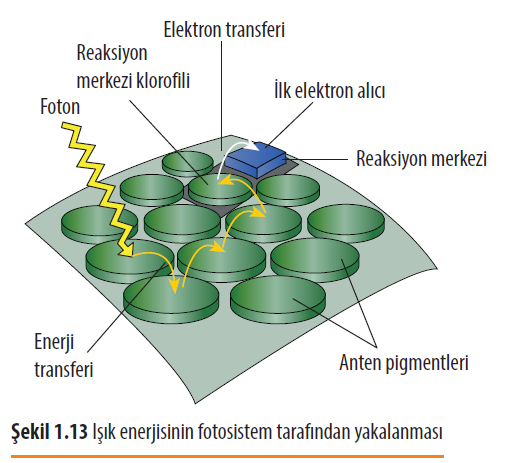 Elektron transferi
Reaksiyon
merkezi klorofili
İlk elektron alıcı
Foton
Reaksiyon merkezi
Enerji
transferi
Anten pigmentleri
Şekil 1.13 Işık enerjisinin fotosistem tarafından yakalanması